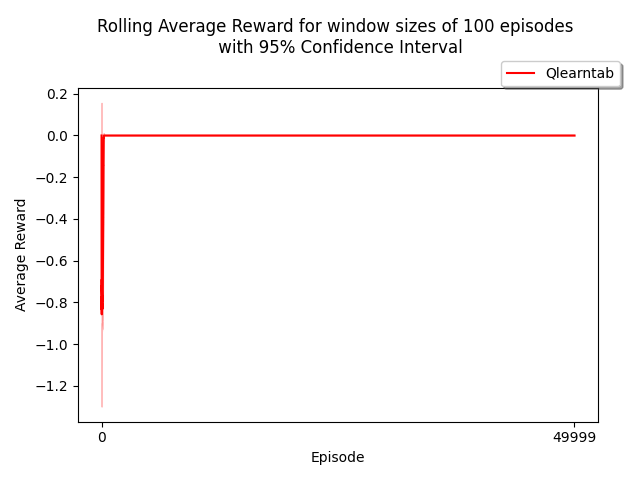 Rolling Average Reward for window sizes of 100 episodes
with 95% Confidence Interval
Qlearntab
0.2
0.0
−0.2
−0.4
−0.6
−0.8
−1.0
−1.2
Average Reward
0
49999
Episode